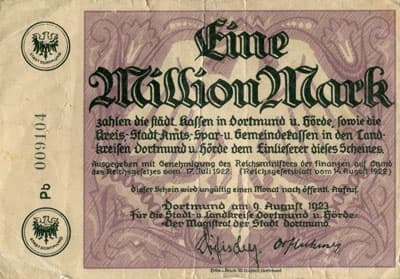 Eine
Million Mark
zahlen die städt. Kassen in Dortmund u. Hörde, sowie die
Kreis-Stadt-Amts-Spar-u. Gemeindekassen in den Land-
kreisen Dortmund u. Hörde dem Einlieferer dieses Scheines.
Ausgegeben mit Genehmigung des Reichsministers der Finanzen auf Grund
des Reichsgesetzes vom 17. Juli 1922. (Reichsgesetzblatt vom 14. August 1922)
Dieser Schein wird ungültig einen Monat nach öffentl. Aufruf.
Dortmund am 9. August 1923
Für die Stadt u. Landkreise Dortmund u. Hörde:
Der Magistrat der Stadt Dortmund.
Pb 009104